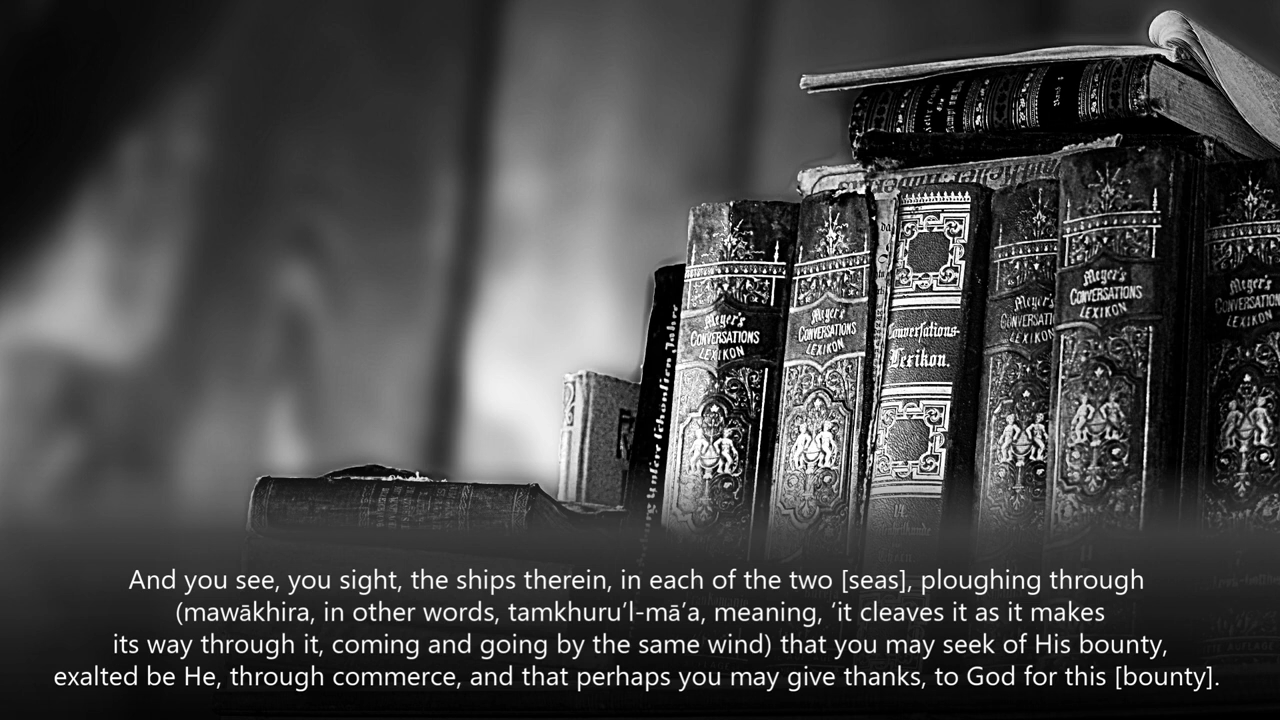 Meyer's
CONVERSATIONS
LEXIKON
Meyer's
CONVERSATIONS
LEXIKON
Conversations-
Lexikon.
14.
Meyer's
CONVERSATI
LEXIKON
Meyer's
CONVERSATIONS
LEXIKON
Meyer's
CONVERSATION
LEXIKON
And you see, you sight, the ships therein, in each of the two [seas], ploughing through
(mawākhira, in other words, tamkhuru’l-mā’a, meaning, ‘it cleaves it as it makes
its way through it, coming and going by the same wind) that you may seek of His bounty,
exalted be He, through commerce, and that perhaps you may give thanks, to God for this [bounty].